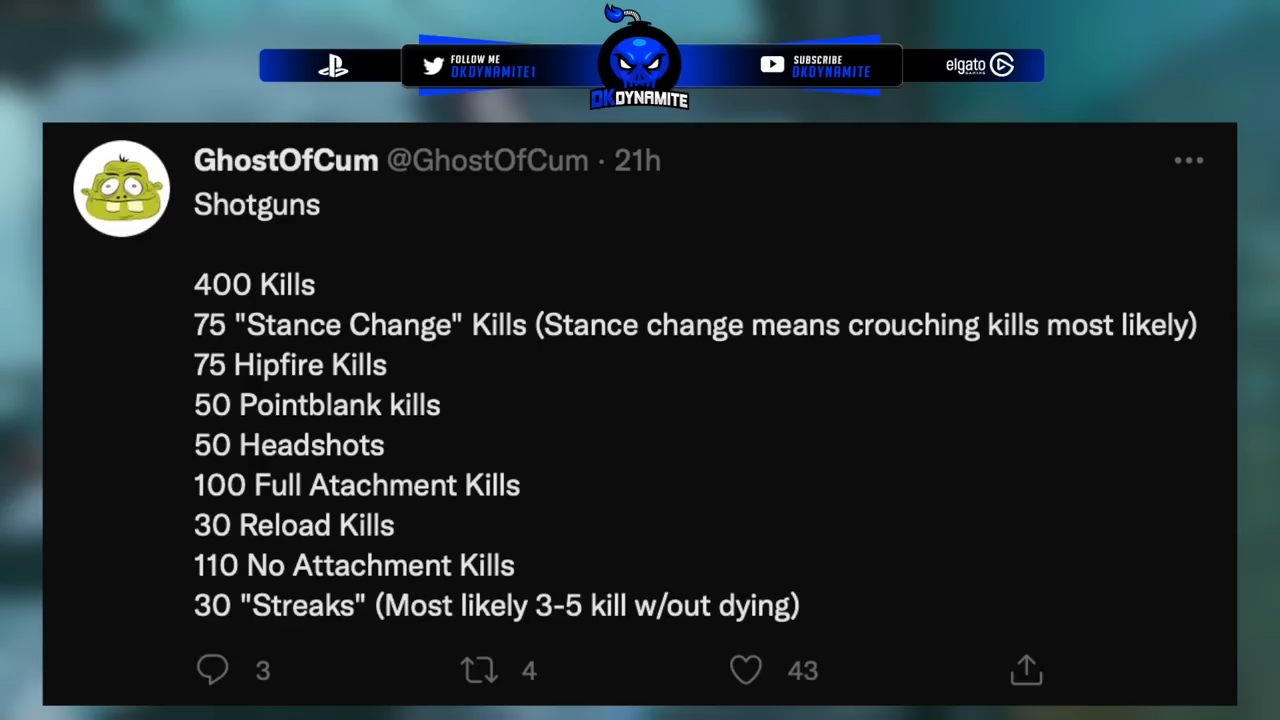 FOLLOW ME
DKDYNAMITE1
SUBSCRIBE
DKDYNAMITE
elgato
GAMING
DKDYNAMITE
GhostOfCum @GhostOfCum · 21h
Shotguns
400 Kills
75 "Stance Change" Kills (Stance change means crouching kills most likely)
75 Hipfire Kills
50 Pointblank kills
50 Headshots
100 Full Atachment Kills
30 Reload Kills
110 No Attachment Kills
30 "Streaks" (Most likely 3-5 kill w/out dying)
3 4 43